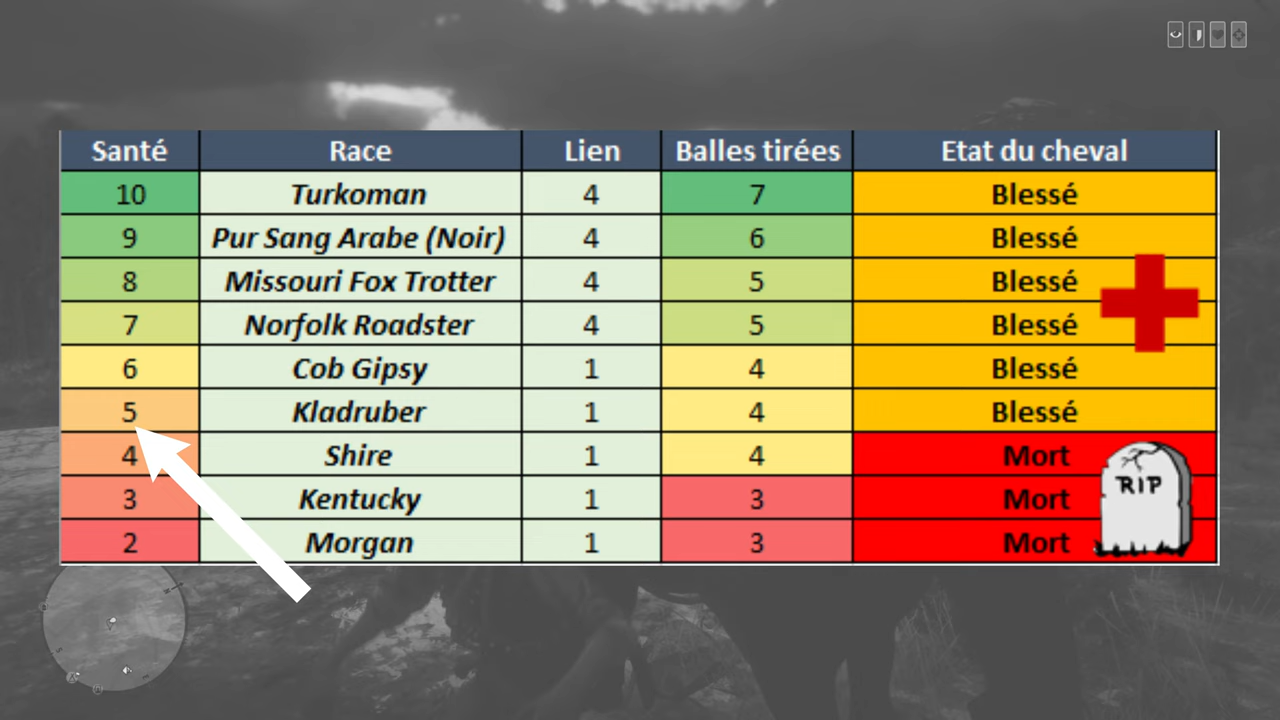 Santé Race Lien Balles tirées Etat du cheval
10 Turkoman 4 7 Blessé
9 Pur Sang Arabe (Noir) 4 6 Blessé
8 Missouri Fox Trotter 4 5 Blessé
7 Norfolk Roadster 4 5 Blessé
6 Cob Gipsy 1 4 Blessé
5 Kladruber 1 4 Blessé
4 Shire 1 4 Mort
RIP
3 Kentucky 1 3 Mort
2 Morgan 1 3 Mort